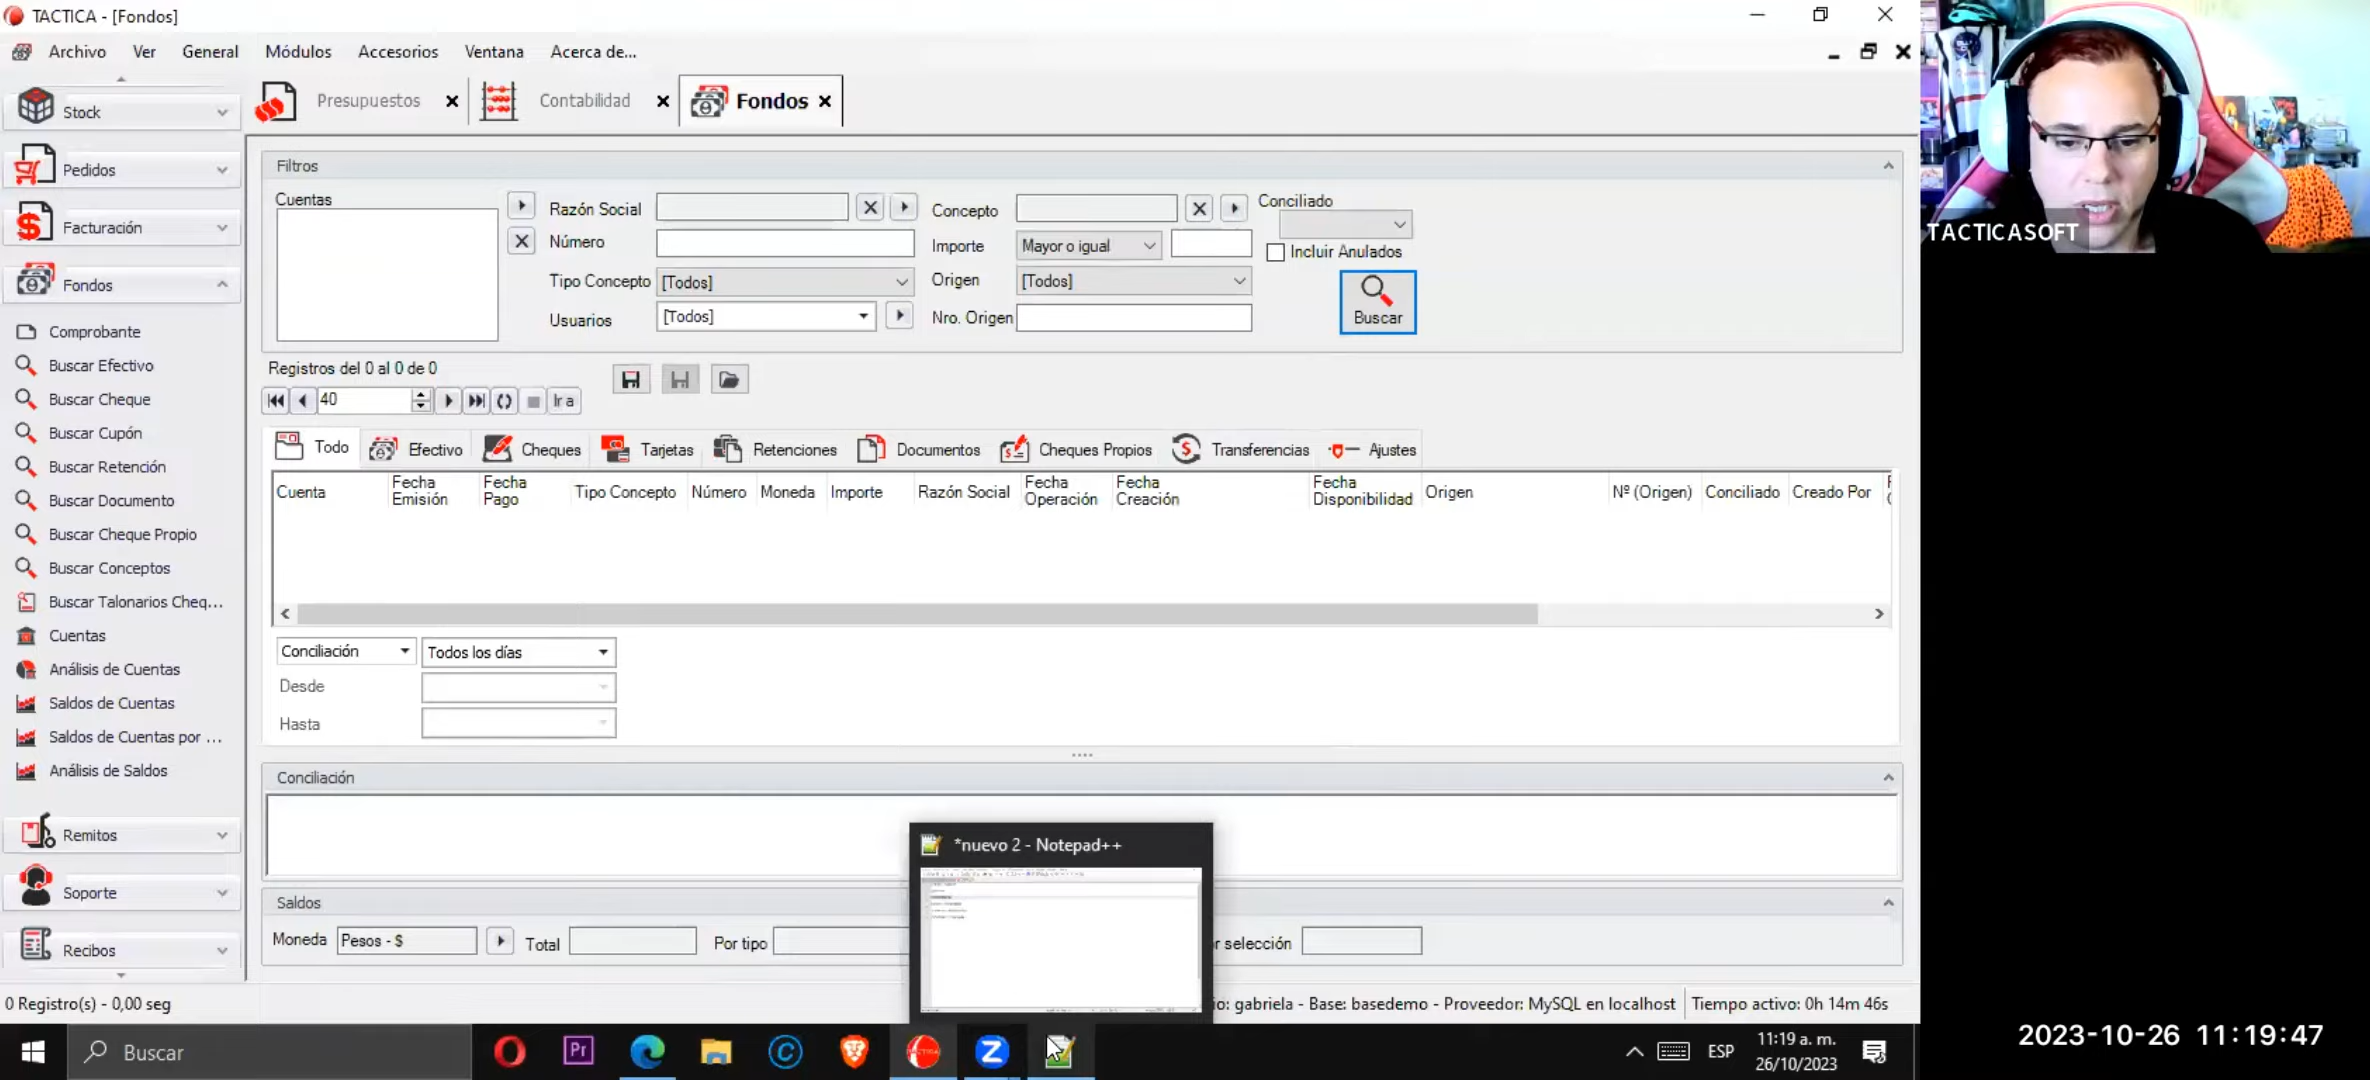 TACTICA - [Fondos]
Archivo Ver General Módulos Accesorios Ventana Acerca de...
Presupuestos
Contabilidad
Fondos
Stock
Pedidos
Facturación
Fondos
Comprobante
Buscar Efectivo
Buscar Cheque
Buscar Cupón
Buscar Retención
Buscar Documento
Buscar Cheque Propio
Buscar Conceptos
Buscar Talonarios Cheq...
Cuentas
Análisis de Cuentas
Saldos de Cuentas
Saldos de Cuentas por ...
Análisis de Saldos
Remitos
Soporte
Recibos
Filtros
Cuentas
Razón Social
Número
Tipo Concepto [Todos]
Usuarios [Todos]
Concepto
Importe Mayor o igual
Origen [Todos]
Nro. Origen
Conciliado
Incluir Anulados
Buscar
Registros del 0 al 0 de 0
40
Ir a
Todo Efectivo Cheques Tarjetas Retenciones Documentos Cheques Propios Transferencias Ajustes
Cuenta
Fecha Emisión
Fecha Pago
Tipo Concepto
Número
Moneda
Importe
Razón Social
Fecha Operación
Fecha Creación
Fecha Disponibilidad
Origen
Nº (Origen)
Conciliado
Creado Por
Conciliación Todos los días
Desde
Hasta
Conciliación
*nuevo 2 - Notepad++
Saldos
Moneda Pesos - $ Total Por tipo r selección
0 Registro(s) - 0,00 seg
io: gabriela - Base: basedemo - Proveedor: MySQL en localhost
Tiempo activo: 0h 14m 46s
Buscar
Pr
TACTICA
ESP
11:19 a. m.
26/10/2023
TACTICASOFT
2023-10-26 11:19:47